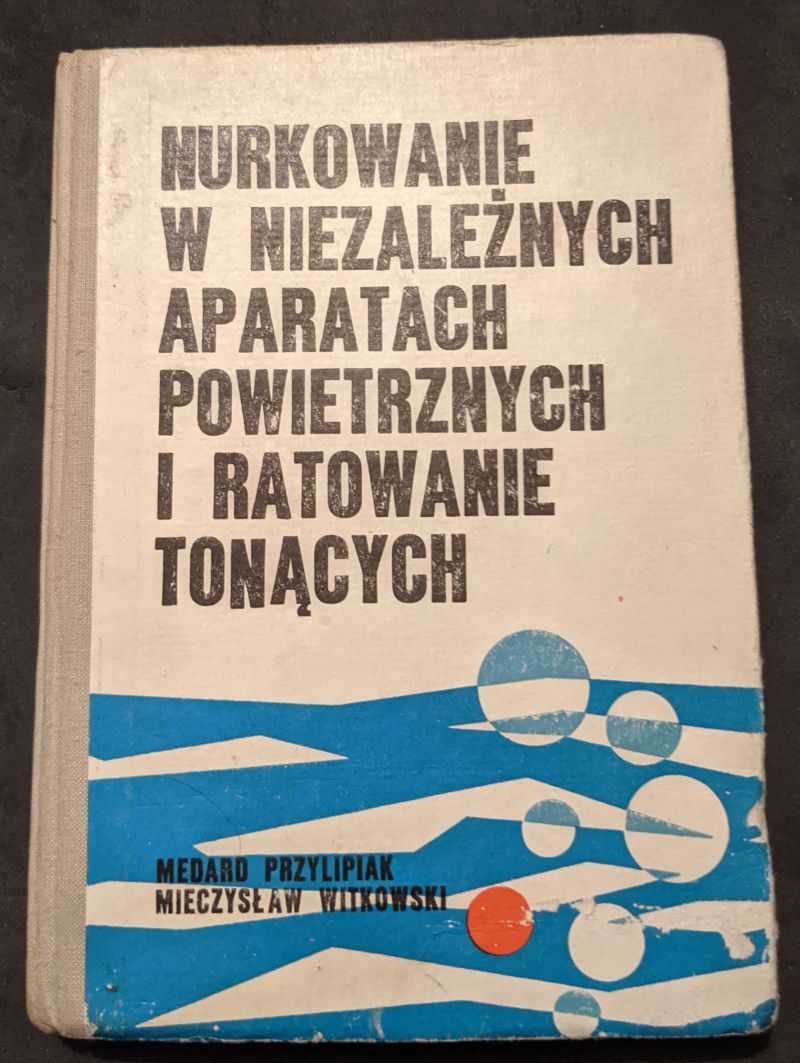 NURKOWANIE
W NIEZALEŻNYCH
APARATACH
POWIETRZNYCH
I RATOWANIE
TONĄCYCH
MEDARD PRZYLIPIAK
MIECZYSŁAW WITKOWSKI